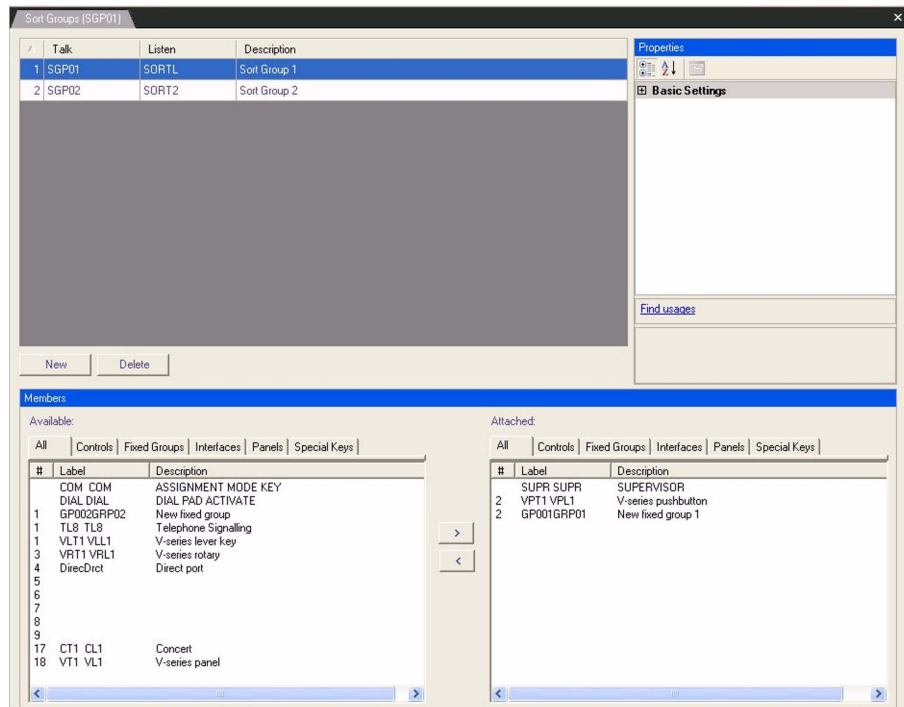 Sort Groups (SGP01)
Talk Listen Description
1 SGP01 SORTL Sort Group 1
2 SGP02 SORT2 Sort Group 2
New Delete
Properties
Basic Settings
Find usages
Members
Available:
All Controls Fixed Groups Interfaces Panels Special Keys
# Label Description
COM COM ASSIGNMENT MODE KEY
DIAL DIAL DIAL PAD ACTIVATE
1 GP002GRP02 New fixed group
1 TL8 TL8 Telephone Signalling
1 VLT1 VLL1 V-series lever key
3 VRT1 VRL1 V-series rotary
4 DirecDrct Direct port
5
6
7
8
9
17 CT1 CL1 Concert
18 VT1 VL1 V-series panel
>
<
Attached:
All Controls Fixed Groups Interfaces Panels Special Keys
# Label Description
SUPR SUPR SUPERVISOR
2 VPT1 VPL1 V-series pushbutton
2 GP001GRP01 New fixed group 1